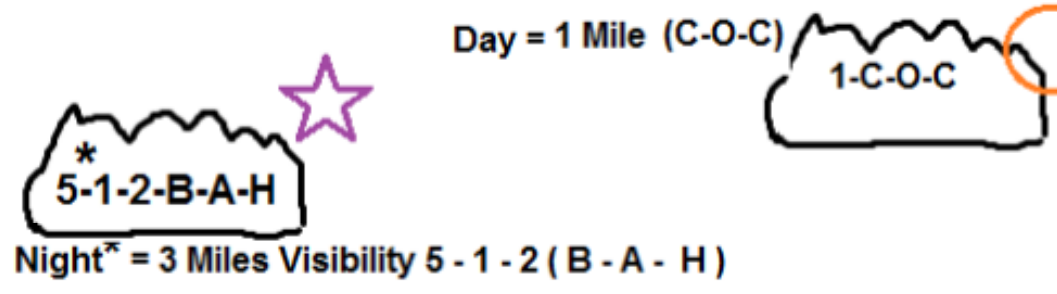 Day = 1 Mile (C-O-C)
1-C-O-C
*
5-1-2-B-A-H
Night* = 3 Miles Visibility 5 - 1 - 2 ( B - A - H )